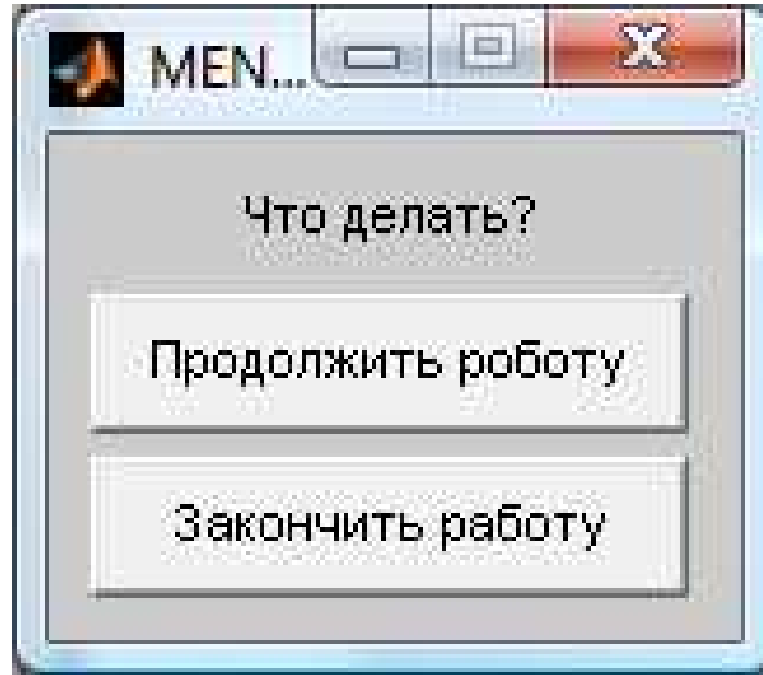 MEN...
Что делать?
Продолжить роботу
Закончить работу